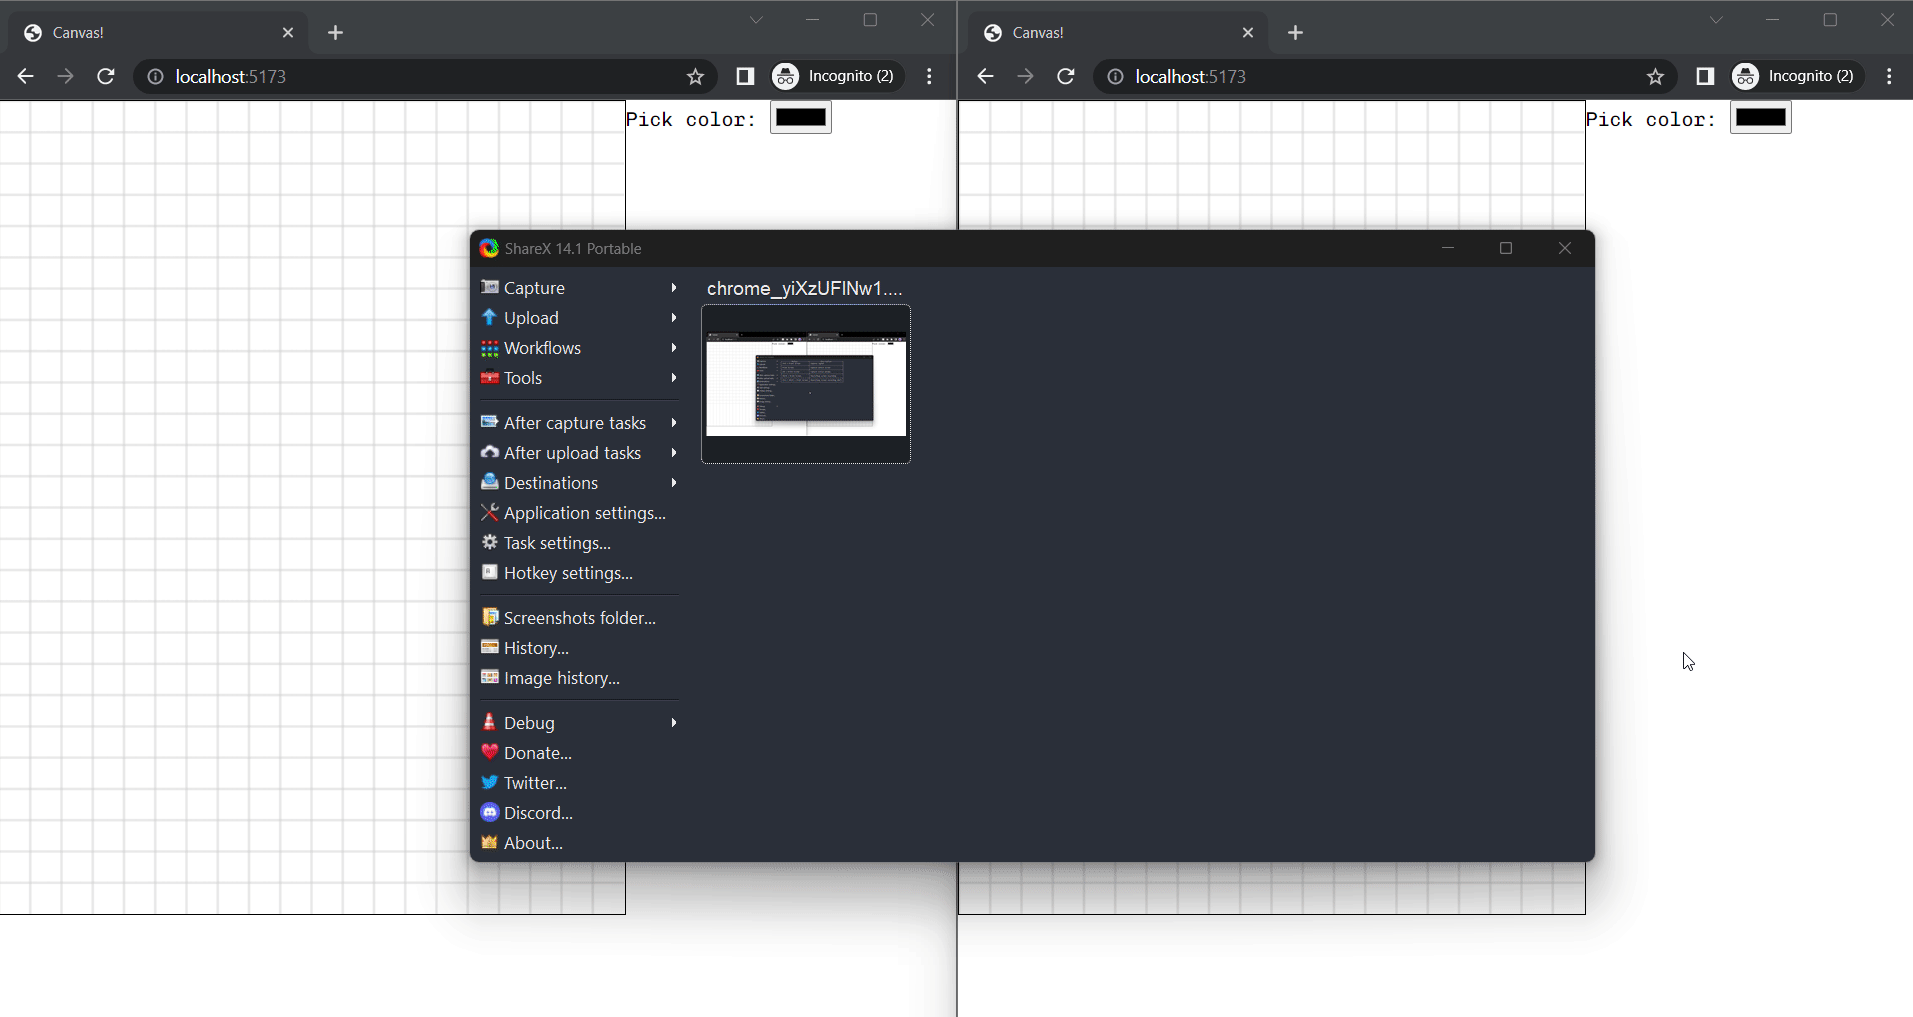 Canvas!
localhost:5173
Incognito (2)
Pick color:
Canvas!
localhost:5173
Incognito (2)
Pick color:
ShareX 14.1 Portable
Capture
Upload
Workflows
Tools
After capture tasks
After upload tasks
Destinations
Application settings...
Task settings...
Hotkey settings...
Screenshots folder...
History...
Image history...
Debug
Donate...
Twitter...
Discord...
About...
chrome_yiXzUFlNw1....